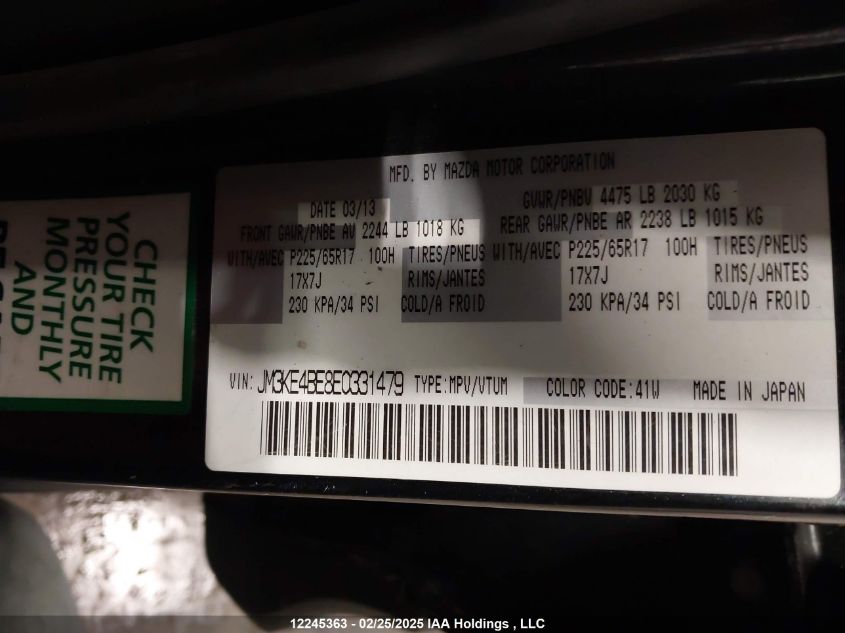 MFD. BY MAZDA MOTOR CORPORATION
DATE 03/13
GVWR/PNBV 4475 LB 2030 KG
FRONT GAWR/PNBE AV 2244 LB 1018 KG
REAR GAWR/PNBE AR 2238 LB 1015 KG
WITH/AVEC P225/65R17 100H TIRES/PNEUS WITH/AVEC P225/65R17 100H TIRES/PNEUS
17X7J RIMS/JANTES 17X7J RIMS/JANTES
230 KPA/34 PSI COLD/A FROID 230 KPA/34 PSI COLD/A FROID
VIN: JM3KE4BE8E0331479 TYPE:MPV/VTUM COLOR CODE:41W MADE IN JAPAN
CHECK
YOUR TIRE
PRESSURE
MONTHLY
AND
12245363 - 02/25/2025 IAA Holdings , LLC